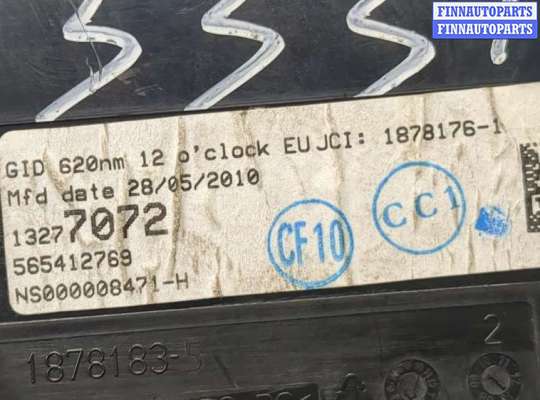 FINNAUTOPARTS
FINNAUTOPARTS
GID 620nm 12 o'clock EU JCI: 1878176-1
Mfd date 28/05/2010
13277072
565412769
NS000008471-H
CF10
CC1
1878183-5
2